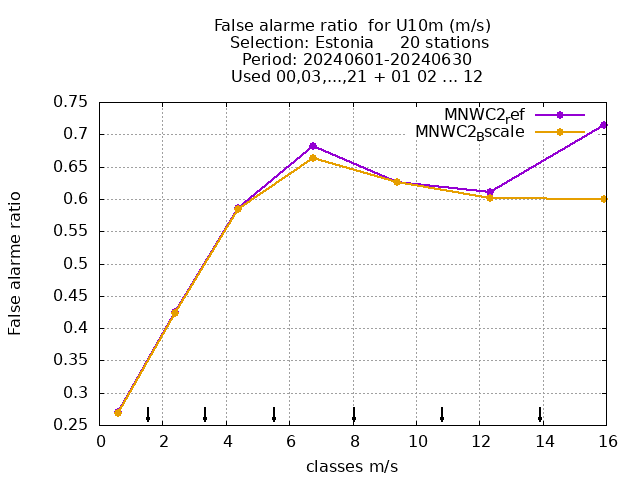 False alarme ratio  for U10m (m/s)
Selection: Estonia     20 stations
Period: 20240601-20240630
Used 00,03,...,21 + 01 02 ... 12
0.75
0.7
0.65
0.6
0.55
0.5
0.45
0.4
0.35
0.3
0.25
False alarme ratio
MNWC2ref
MNWC2Bscale
0 2 4 6 8 10 12 14 16
classes m/s